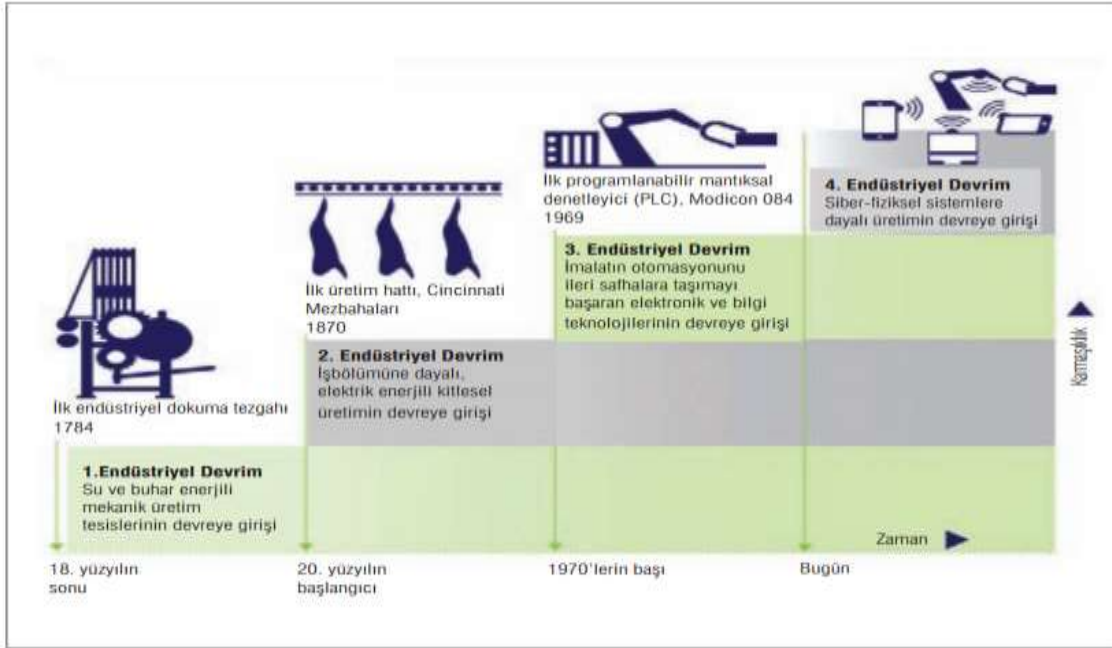 4. Endüstriyel Devrim
Siber-fiziksel sistemlere
dayalı üretimin devreye girişi
İlk programlanabilir mantıksal
denetleyici (PLC), Modicon 084
1969
3. Endüstriyel Devrim
İmalatın otomasyonunu
ileri safhalara taşımayı
başaran elektronik ve bilgi
teknolojilerinin devreye girişi
İlk üretim hattı, Cincinnati
Mezbahaları
1870
2. Endüstriyel Devrim
İşbölümüne dayalı,
elektrik enerjili kitlesel
üretimin devreye girişi
İlk endüstriyel dokuma tezgahı
1784
1.Endüstriyel Devrim
Su ve buhar enerjili
mekanik üretim
tesislerinin devreye girişi
Karmaşıklık
Zaman
18. yüzyılın
sonu
20. yüzyılın
başlangıcı
1970'lerin başı
Bugün